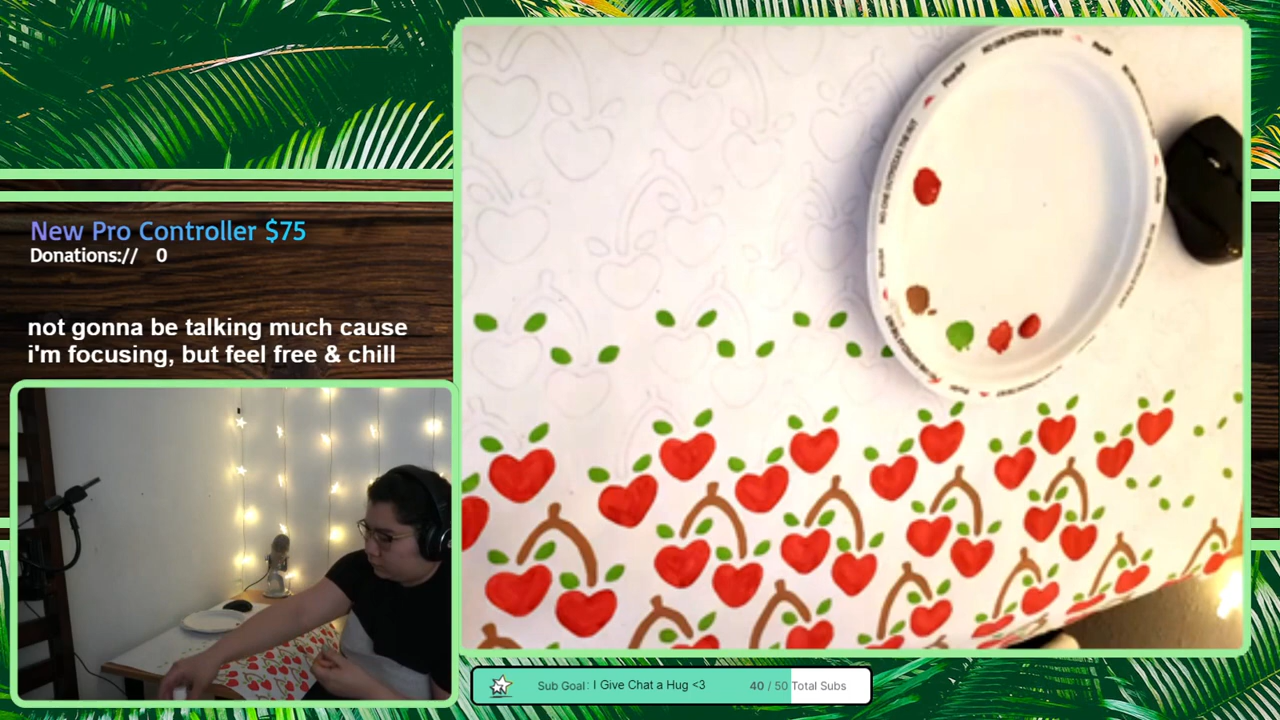 New Pro Controller $75
Donations:// 0
not gonna be talking much cause
i'm focusing, but feel free & chill
Sub Goal: I Give Chat a Hug <3 40 / 50 Total Subs